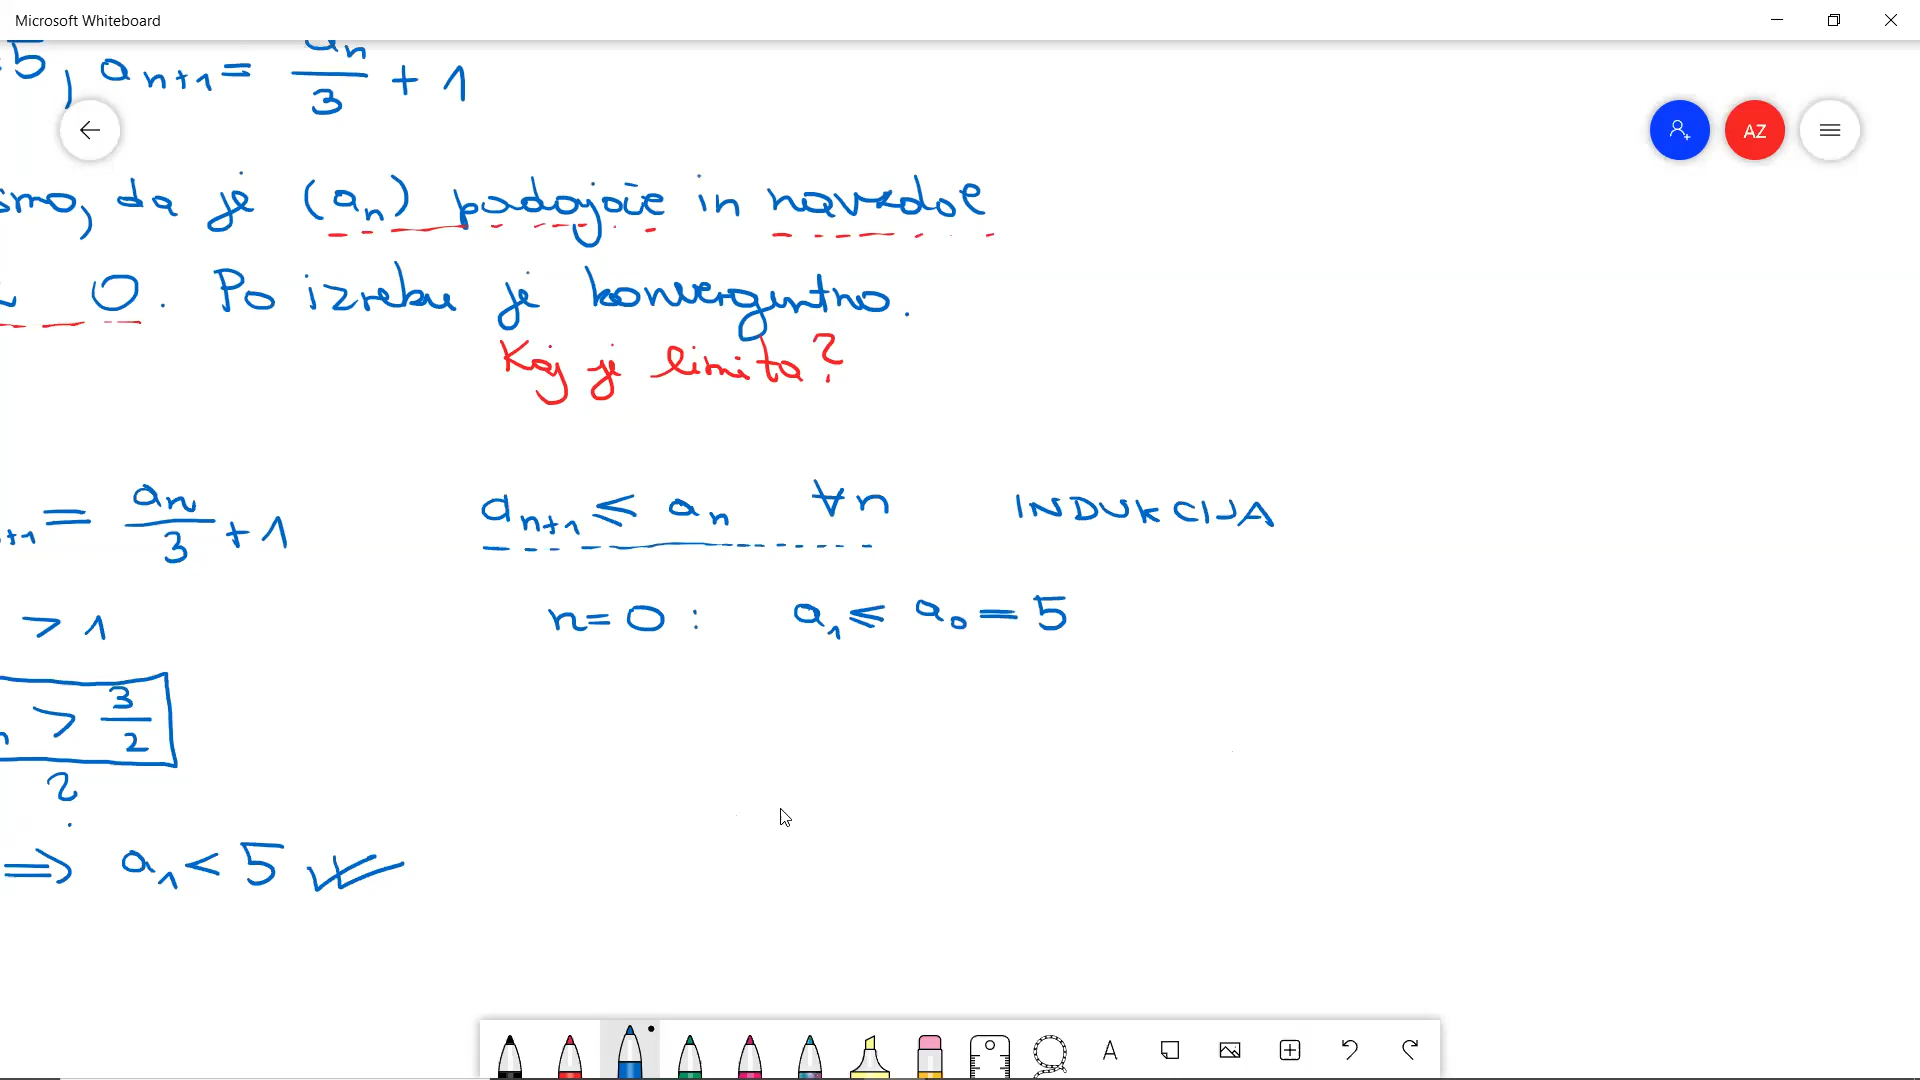 Microsoft Whiteboard
5, aₙ₊₁ = aₙ/3 + 1
AZ
smo, da je (aₙ) padajoče in navzdol
0. Po izreku je konvergentno.
Kaj je limita?
₊₁ = aₙ/3 + 1 aₙ₊₁ ≤ aₙ ∀n INDUKCIJA
> 1 n=0 : a₁ ≤ a₀ = 5
ₙ > 3/2
2
⇒ a₁ < 5